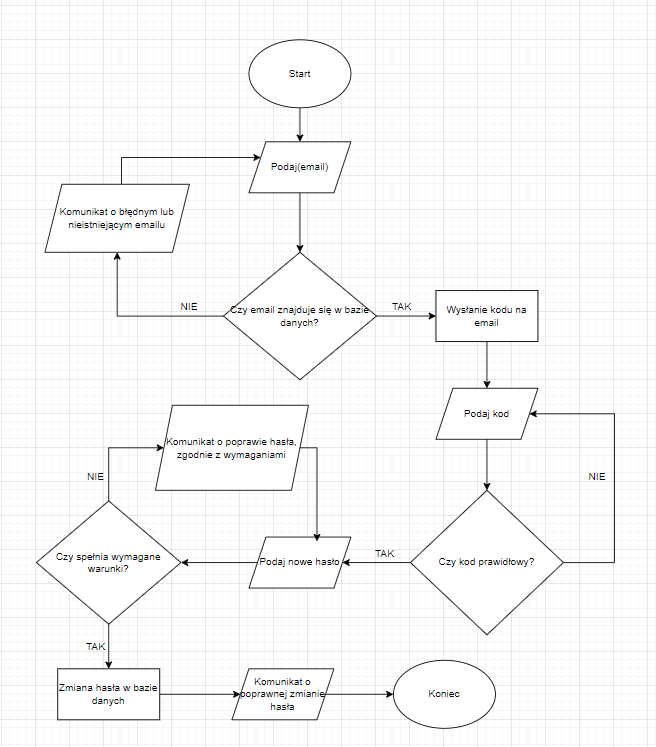 Start
Podaj(email)
Komunikat o błędnym lub
nieistniejącym emailu
NIE
Czy email znajduje się w bazie
danych?
TAK
Wysłanie kodu na
email
Podaj kod
Komunikat o poprawie hasła,
zgodnie z wymaganiami
NIE
NIE
Czy spełnia wymagane
warunki?
Podaj nowe hasło
TAK
Czy kod prawidłowy?
TAK
Zmiana hasła w bazie
danych
Komunikat o
poprawnej zmianie
hasła
Koniec